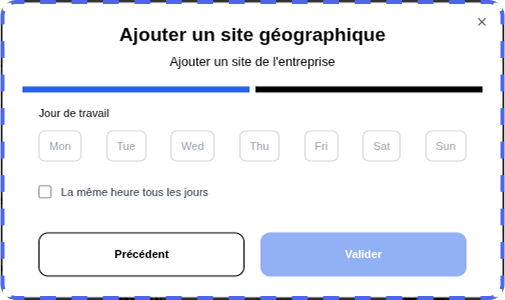 Ajouter un site géographique
Ajouter un site de l'entreprise
Jour de travail
Mon Tue Wed Thu Fri Sat Sun
La même heure tous les jours
Précédent Valider